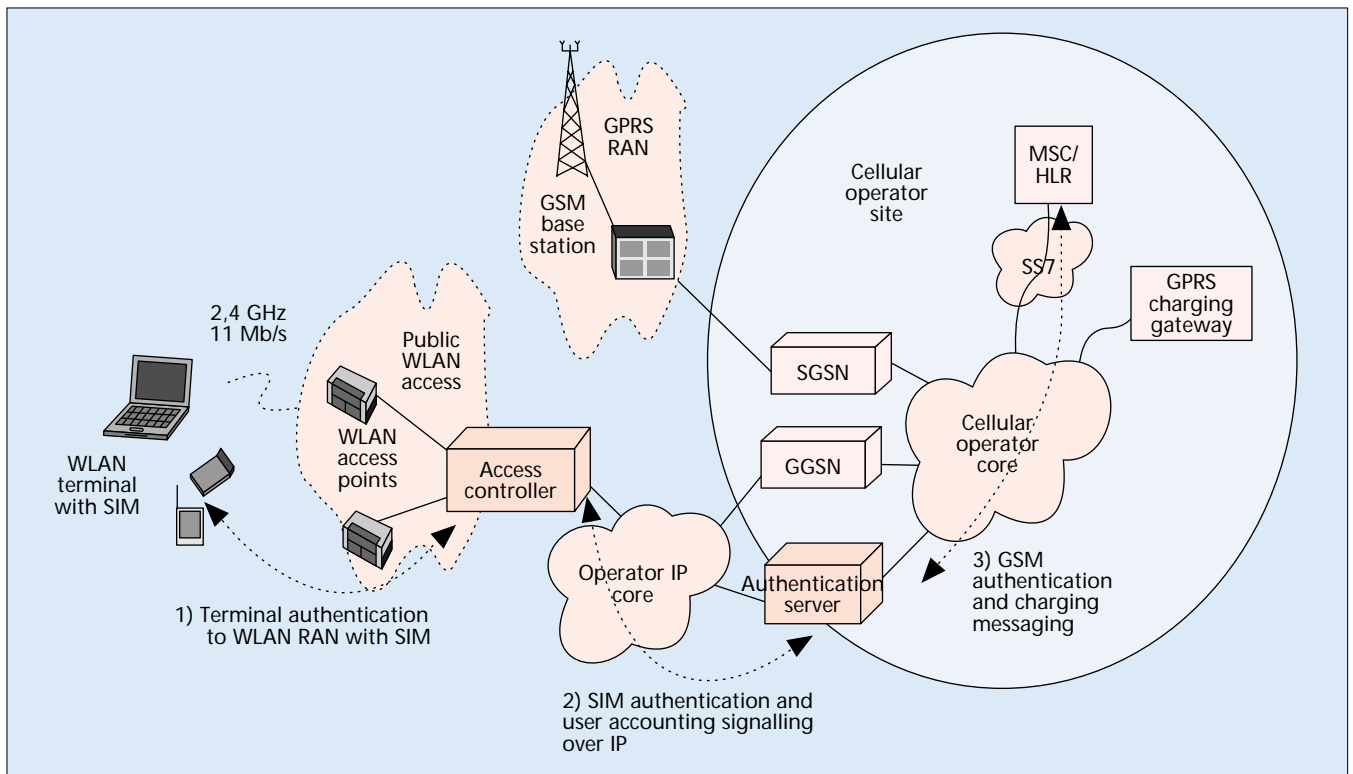 GPRS
RAN
GSM
base
station
Cellular
operator
site
MSC/
HLR
SS7
GPRS
charging
gateway
2,4 GHz
11 Mb/s
Public
WLAN
access
SGSN
WLAN
terminal
with SIM
WLAN
access
points
Access
controller
GGSN
Cellular
operator
core
Operator IP
core
Authentication
server
1) Terminal authentication
to WLAN RAN with SIM
2) SIM authentication and
user accounting signalling
over IP
3) GSM
authentication
and charging
messaging